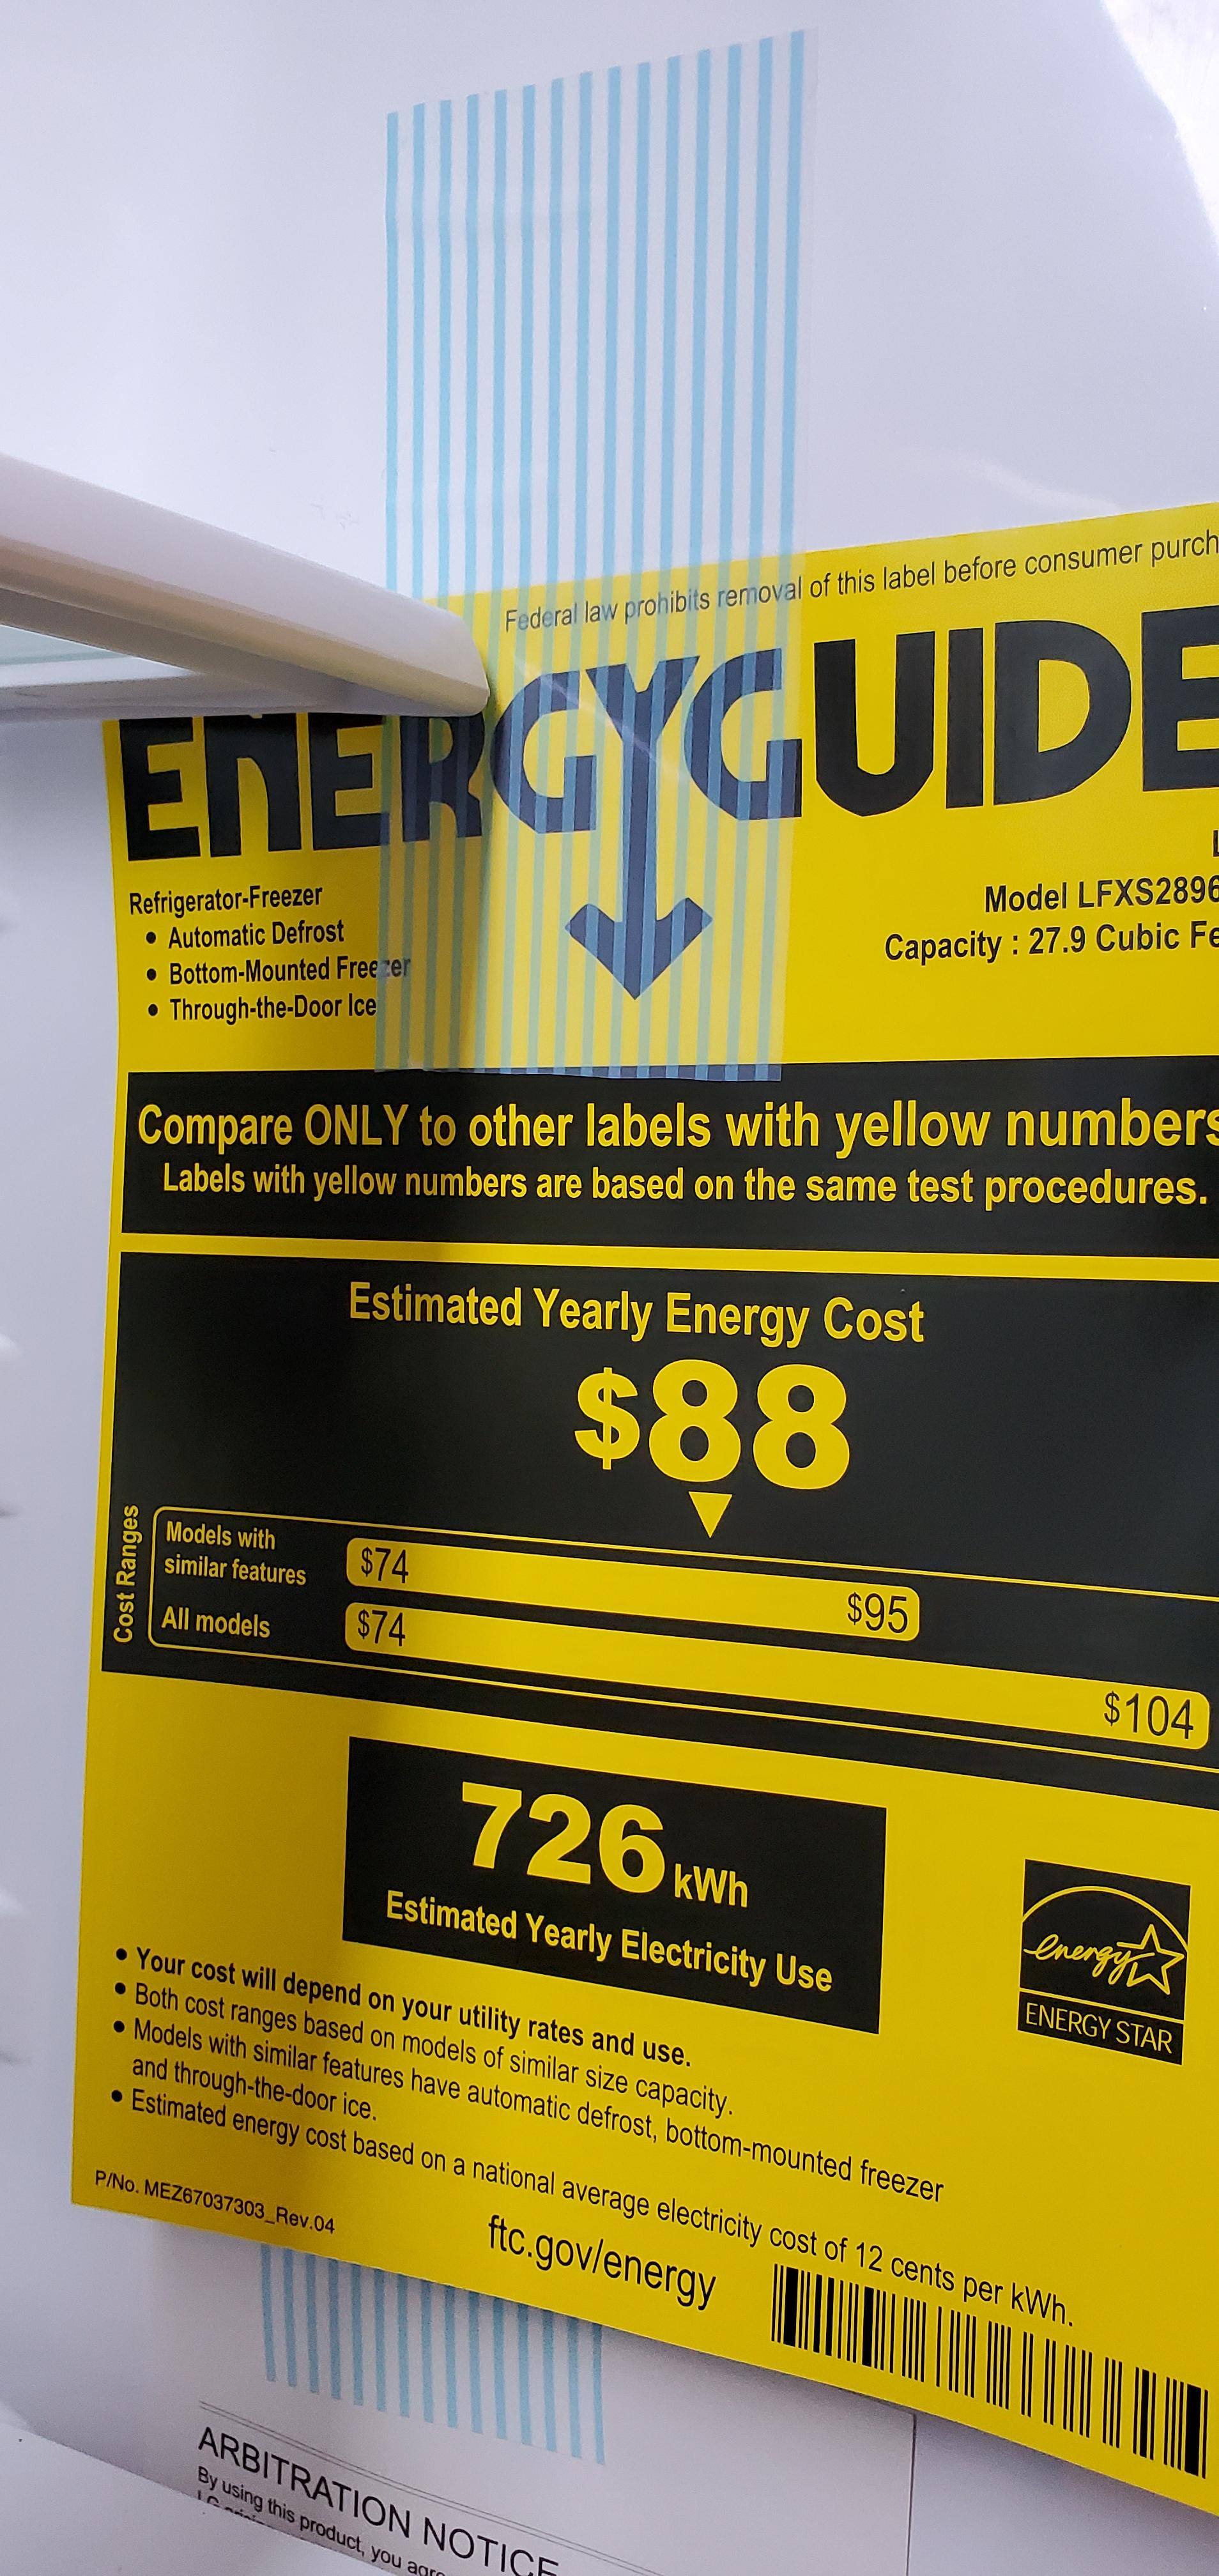 Federal law prohibits removal of this label before consumer purch
ENERGYGUIDE
L
Refrigerator-Freezer
• Automatic Defrost
• Bottom-Mounted Freezer
• Through-the-Door Ice
Model LFXS2896
Capacity : 27.9 Cubic Fe
Compare ONLY to other labels with yellow numbers
Labels with yellow numbers are based on the same test procedures.
Estimated Yearly Energy Cost
$88
Cost Ranges
Models with
similar features
$74
$95
All models
$74
$104
726 kWh
Estimated Yearly Electricity Use
energy
ENERGY STAR
• Your cost will depend on your utility rates and use.
• Both cost ranges based on models of similar size capacity.
• Models with similar features have automatic defrost, bottom-mounted freezer
and through-the-door ice.
• Estimated energy cost based on a national average electricity cost of 12 cents per kWh.
P/No. MEZ67037303_Rev.04
ftc.gov/energy
ARBITRATION NOTICE
By using this product, you agre